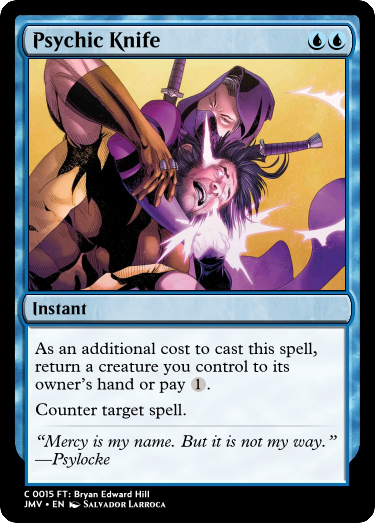 Psychic Knife
Instant
As an additional cost to cast this spell,
return a creature you control to its
owner's hand or pay 1.
Counter target spell.
“Mercy is my name. But it is not my way.”
—Psylocke
C 0015 FT: Bryan Edward Hill
JMV • EN Salvador Larroca